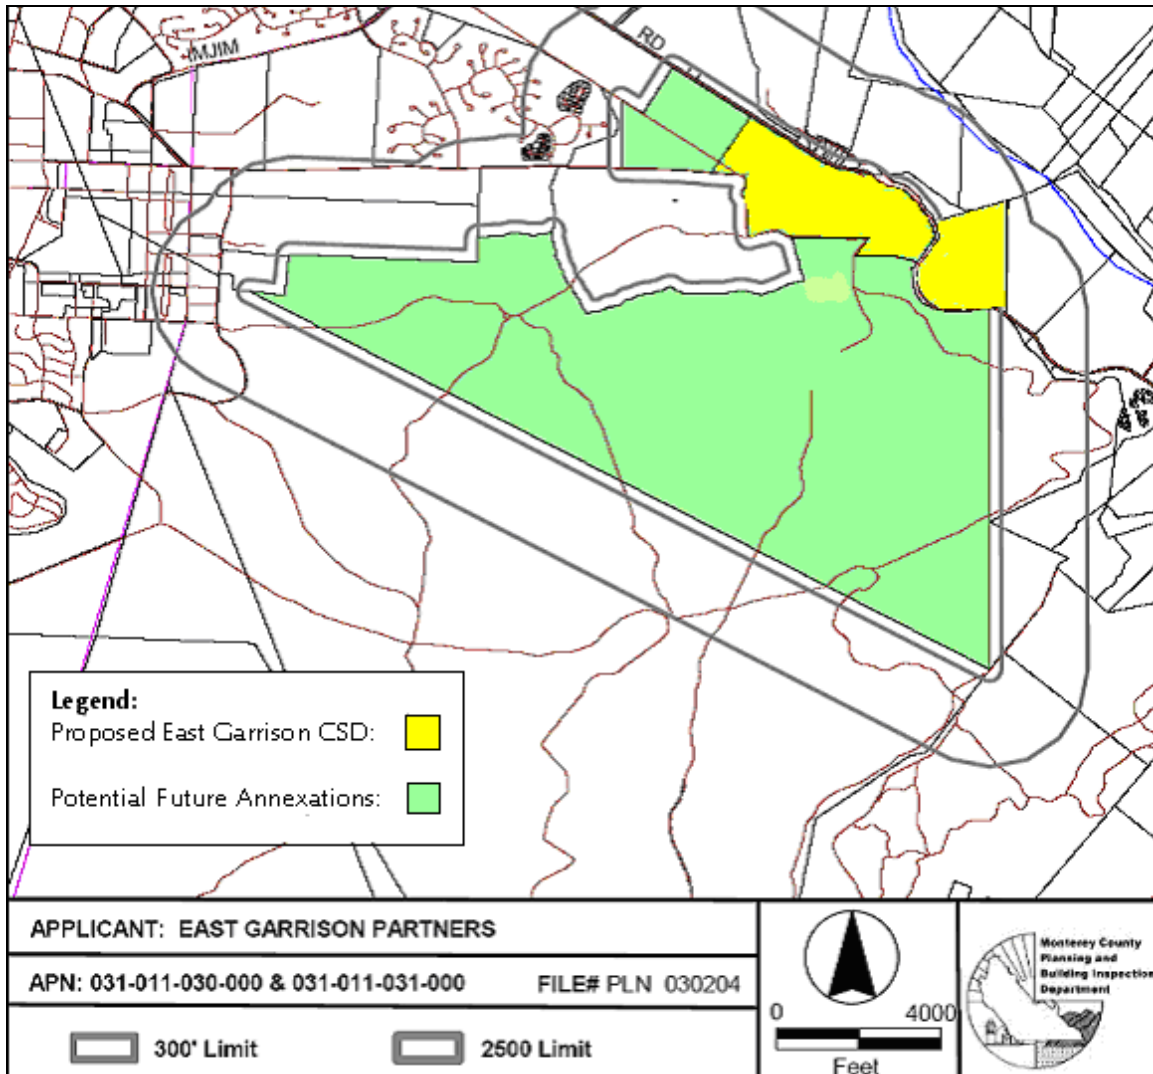 MJIM
RD
Legend:
Proposed East Garrison CSD:
Potential Future Annexations:
APPLICANT: EAST GARRISON PARTNERS
APN: 031-011-030-000 & 031-011-031-000
FILE# PLN 030204
300' Limit
2500 Limit
0
4000
Feet
Monterey County
Planning and
Building Inspection
Department